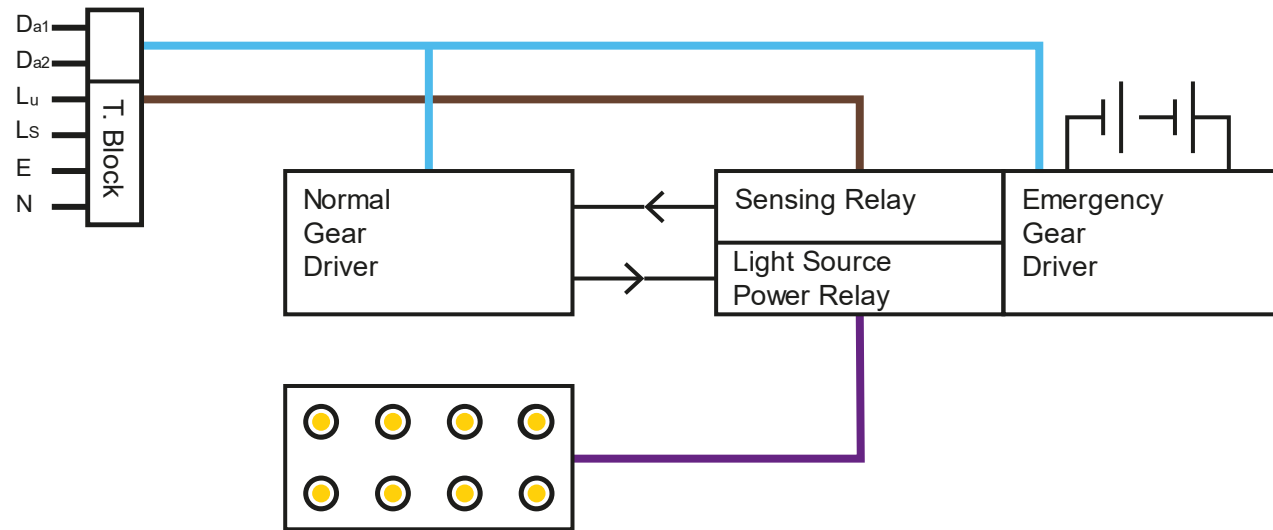 Da1
Da2
Lu
LS
E
N
T. Block
Normal
Gear
Driver
Sensing Relay
Light Source
Power Relay
Emergency
Gear
Driver